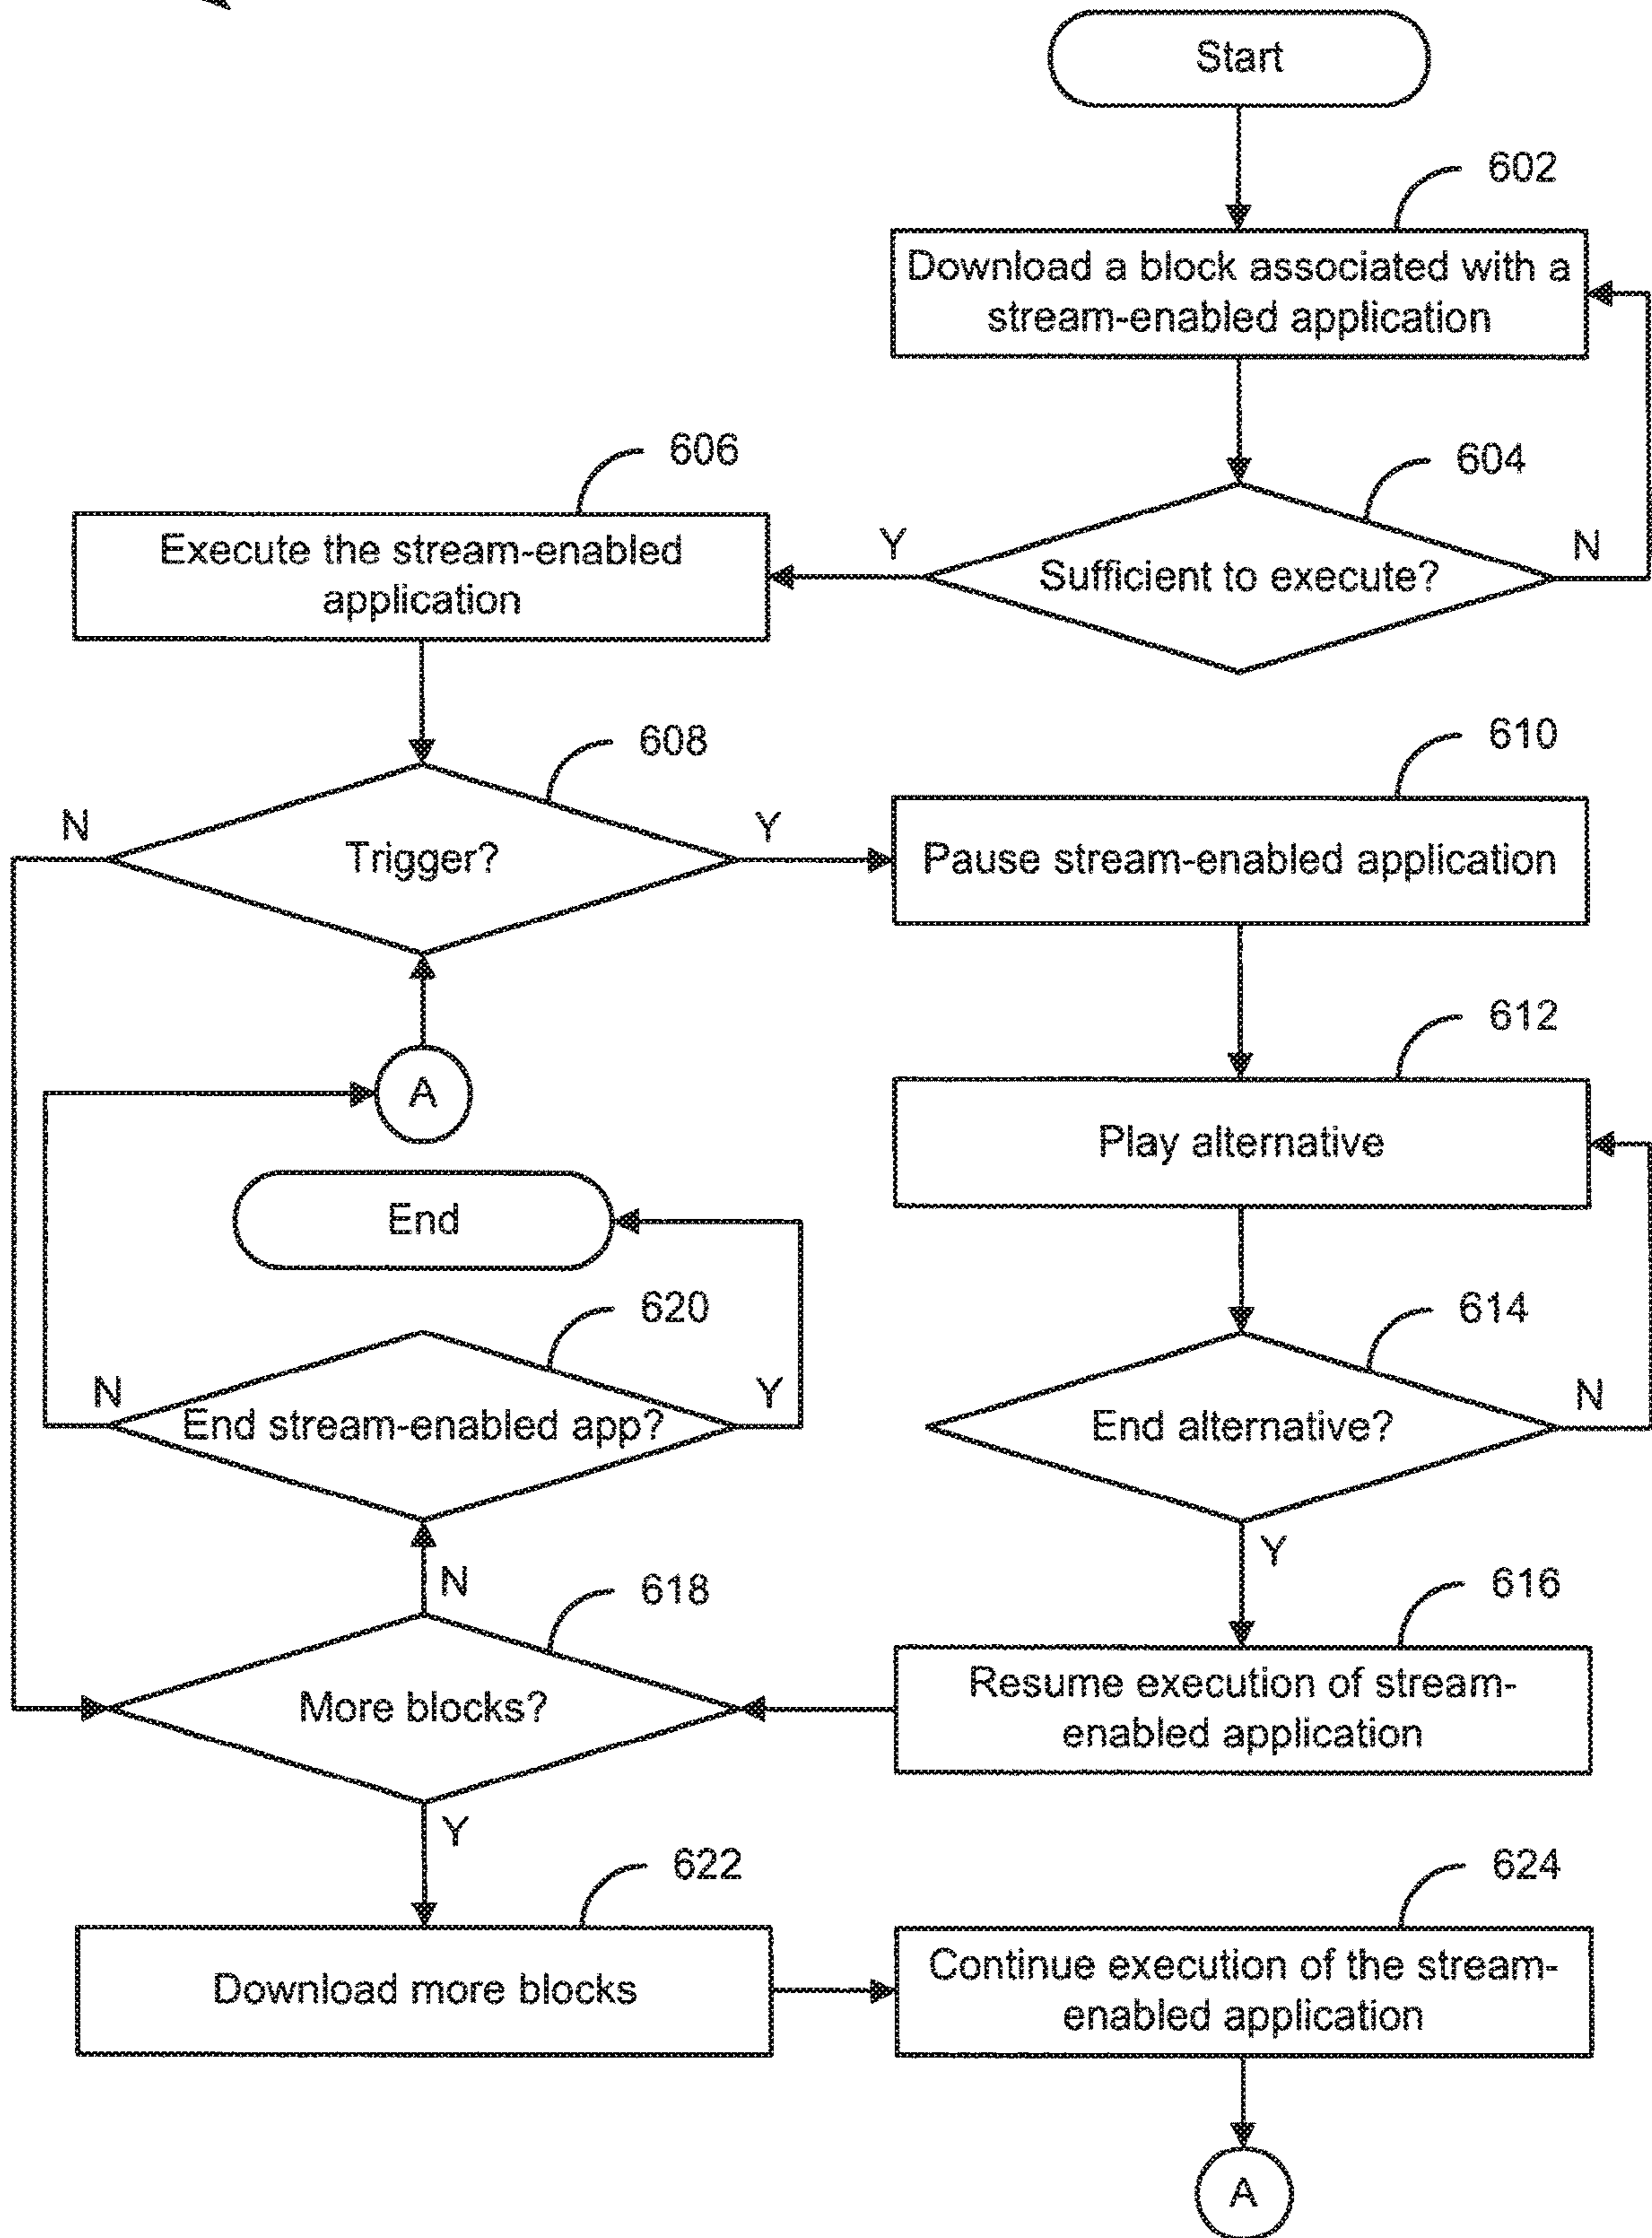 Start
602
Download a block associated with a
stream-enabled application
604
Sufficient to execute?
Y
N
606
Execute the stream-enabled
application
608
Trigger?
N
Y
610
Pause stream-enabled application
612
Play alternative
A
End
614
End alternative?
N
Y
620
End stream-enabled app?
N
Y
616
Resume execution of stream-
enabled application
618
More blocks?
N
Y
622
Download more blocks
624
Continue execution of the stream-
enabled application
A